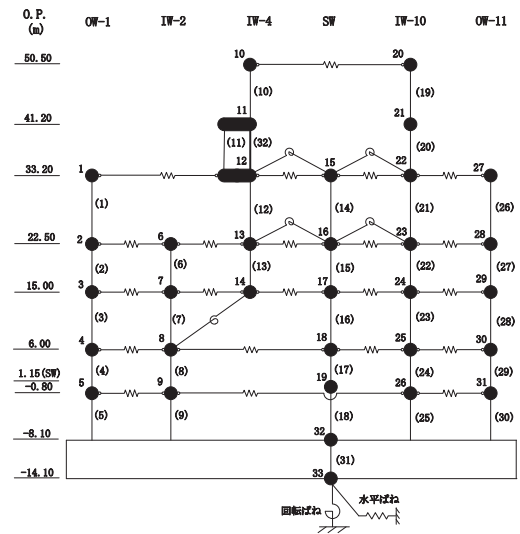 O.P. (m) OW-1 IW-2 IW-4 SW IW-10 OW-11
50.50 10 20
(10) (19)
41.20 11 21
(11) (32) (20)
33.20 1 12 15 22 27
(1) (12) (14) (21) (26)
22.50 2 6 13 16 23 28
(2) (6) (13) (15) (22) (27)
15.00 3 7 14 17 24 29
(3) (7) (16) (23) (28)
6.00 4 8 18 25 30
(4) (8) (17) (24) (29)
1.15(SW) 19
-0.80 5 9 26 31
(5) (9) (18) (25) (30)
-8.10 32
(31)
-14.10 33
回転ばね 水平ばね